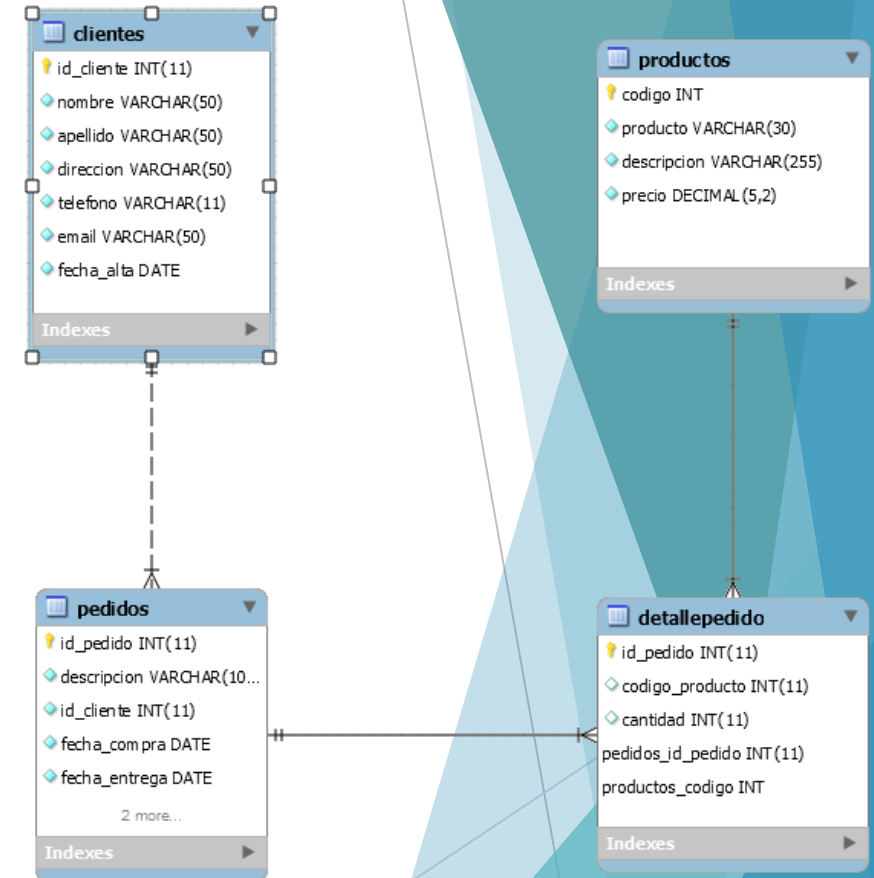 clientes
id_cliente INT(11)
nombre VARCHAR(50)
apellido VARCHAR(50)
direccion VARCHAR(50)
telefono VARCHAR(11)
email VARCHAR(50)
fecha_alta DATE
Indexes
productos
codigo INT
producto VARCHAR(30)
descripcion VARCHAR(255)
precio DECIMAL(5,2)
Indexes
pedidos
id_pedido INT(11)
descripcion VARCHAR(10...
id_cliente INT(11)
fecha_compra DATE
fecha_entrega DATE
2 more...
Indexes
detallepedido
id_pedido INT(11)
codigo_producto INT(11)
cantidad INT(11)
pedidos_id_pedido INT(11)
productos_codigo INT
Indexes